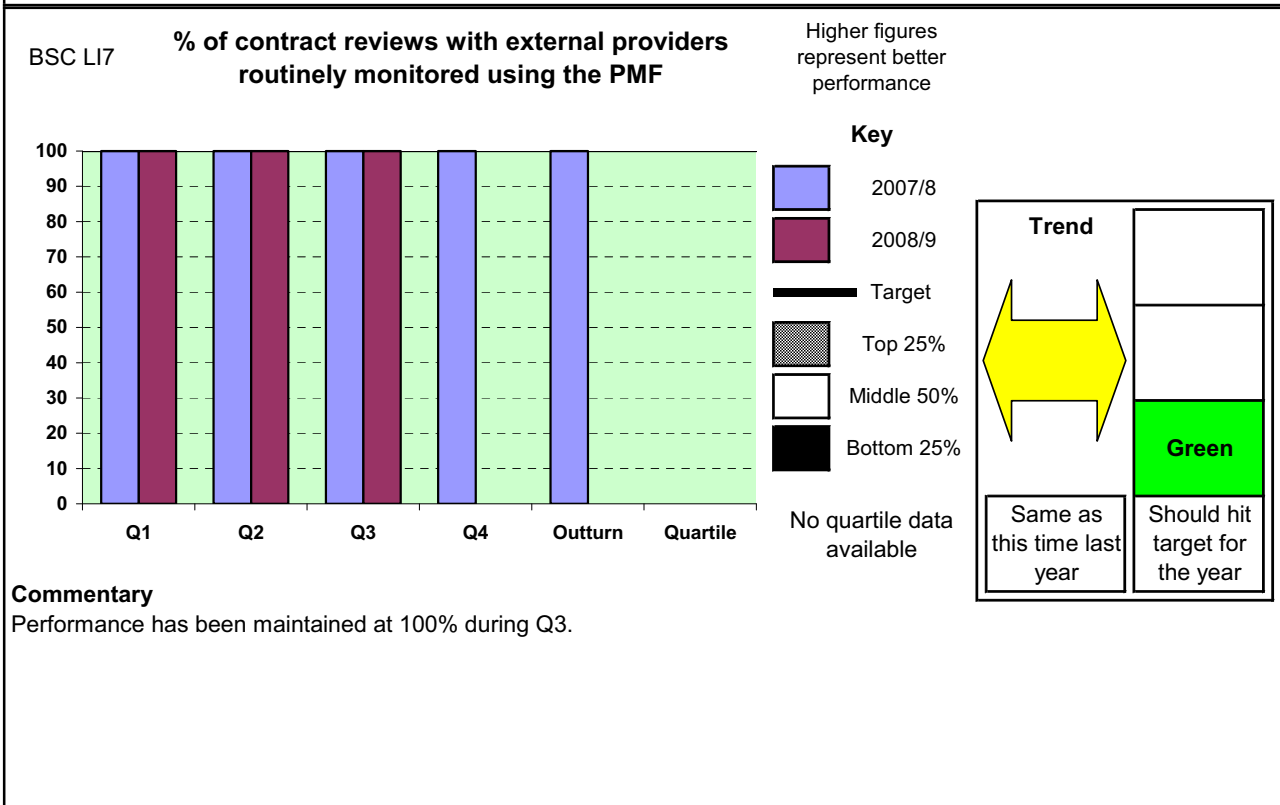 BSC LI7
% of contract reviews with external providers
routinely monitored using the PMF
Higher figures
represent better
performance
100
90
80
70
60
50
40
30
20
10
0
Q1 Q2 Q3 Q4 Outturn Quartile
Key
2007/8
2008/9
Target
Top 25%
Middle 50%
Bottom 25%
No quartile data
available
Trend
Same as
this time last
year
Green
Should hit
target for
the year
Commentary
Performance has been maintained at 100% during Q3.